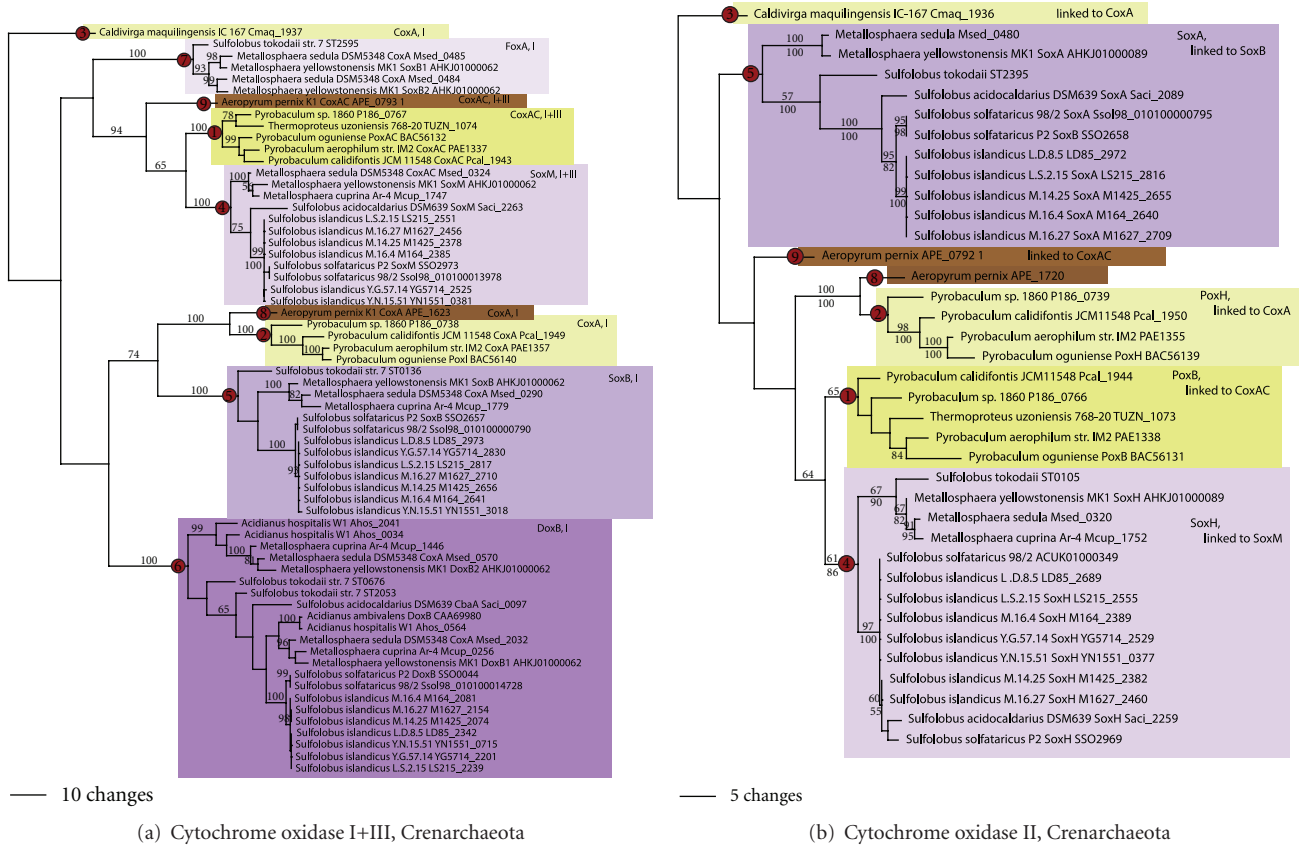 3
Caldivirga maquilingensis IC-167 Cmaq_1937
CoxA, I
100
7
Sulfolobus tokodaii str. 7 ST2595
FoxA, I
98
Metallosphaera sedula DSM5348 CoxA Msed_0485
93
Metallosphaera yellowstonensis MK1 SoxB1 AHKJ01000062
99
Metallosphaera sedula DSM5348 CoxA Msed_0484
Metallosphaera yellowstonensis MK1 SoxB2 AHKJ01000062
94
9
Aeropyrum pernix K1 CoxAC APE_0793 1
CoxAC, I+III
100
1
78
Pyrobaculum sp. 1860 P186_0767
CoxAC, I+III
Thermoproteus uzoniensis 768-20 TUZN_1074
99
Pyrobaculum oguniense PoxAC BAC56132
Pyrobaculum aerophilum str. IM2 CoxAC PAE1337
Pyrobaculum calidifontis JCM 11548 CoxAC Pcal_1943
65
100
4
Metallosphaera sedula DSM5348 CoxAC Msed_0324
SoxM, I+III
Metallosphaera yellowstonensis MK1 SoxM AHKJ01000062
Metallosphaera cuprina Ar-4 Mcup_1747
75
Sulfolobus acidocaldarius DSM639 SoxM Saci_2263
Sulfolobus islandicus L.S.2.15 LS215_2551
Sulfolobus islandicus M.16.27 M1627_2456
Sulfolobus islandicus M.14.25 M1425_2378
99
Sulfolobus islandicus M.16.4 M164_2385
100
Sulfolobus solfataricus P2 SoxM SSO2973
Sulfolobus solfataricus 98/2 Ssol98_010100013978
Sulfolobus islandicus Y.G.57.14 YG5714_2525
Sulfolobus islandicus Y.N.15.51 YN1551_0381
100
8
Aeropyrum pernix K1 CoxA APE_1623
CoxA, I
2
Pyrobaculum sp. 1860 P186_0738
CoxA, I
100
Pyrobaculum calidifontis JCM 11548 CoxA Pcal_1949
Pyrobaculum aerophilum str. IM2 CoxA PAE1357
100
Pyrobaculum oguniense PoxI BAC56140
74
100
5
Sulfolobus tokodaii str. 7 ST0136
SoxB, I
100
Metallosphaera yellowstonensis MK1 SoxB AHKJ01000062
82
Metallosphaera sedula DSM5348 CoxA Msed_0290
Metallosphaera cuprina Ar-4 Mcup_1779
Sulfolobus solfataricus P2 SoxB SSO2657
Sulfolobus solfataricus 98/2 Ssol98_010100000790
100
Sulfolobus islandicus L.D.8.5 LD85_2973
Sulfolobus islandicus Y.G.57.14 YG5714_2830
Sulfolobus islandicus L.S.2.15 LS215_2817
Sulfolobus islandicus M.16.27 M1627_2710
Sulfolobus islandicus M.14.25 M1425_2656
Sulfolobus islandicus M.16.4 M164_2641
Sulfolobus islandicus Y.N.15.51 YN1551_3018
100
6
99
Acidianus hospitalis W1 Ahos_2041
DoxB, I
Acidianus hospitalis W1 Ahos_0034
100
Metallosphaera cuprina Ar-4 Mcup_1446
Metallosphaera sedula DSM5348 CoxA Msed_0570
Metallosphaera yellowstonensis MK1 DoxB2 AHKJ01000062
Sulfolobus tokodaii str. 7 ST0676
65
Sulfolobus tokodaii str. 7 ST2053
Sulfolobus acidocaldarius DSM639 CbaA Saci_0097
100
Acidianus ambivalens DoxB CAA69980
Acidianus hospitalis W1 Ahos_0564
96
Metallosphaera sedula DSM5348 CoxA Msed_2032
Metallosphaera cuprina Ar-4 Mcup_0256
Metallosphaera yellowstonensis MK1 DoxB1 AHKJ01000062
99
Sulfolobus solfataricus P2 DoxB SSO0044
Sulfolobus solfataricus 98/2 Ssol98_010100014728
100
Sulfolobus islandicus M.16.4 M164_2081
Sulfolobus islandicus M.16.27 M1627_2154
98
Sulfolobus islandicus M.14.25 M1425_2074
Sulfolobus islandicus L.D.8.5 LD85_2342
Sulfolobus islandicus Y.N.15.51 YN1551_0715
Sulfolobus islandicus Y.G.57.14 YG5714_2201
Sulfolobus islandicus L.S.2.15 LS215_2239
10 changes
(a) Cytochrome oxidase I+III, Crenarchaeota
3
Caldivirga maquilingensis IC-167 Cmaq_1936
linked to CoxA
5
100
100
Metallosphaera sedula Msed_0480
SoxA,
linked to SoxB
Metallosphaera yellowstonensis MK1 SoxA AHKJ01000089
57
100
Sulfolobus tokodaii ST2395
Sulfolobus acidocaldarius DSM639 SoxA Saci_2089
95
98
Sulfolobus solfataricus 98/2 SoxA Ssol98_010100000795
Sulfolobus solfataricus P2 SoxB SSO2658
95
82
Sulfolobus islandicus L.D.8.5 LD85_2972
Sulfolobus islandicus L.S.2.15 SoxA LS215_2816
99
100
Sulfolobus islandicus M.14.25 SoxA M1425_2655
Sulfolobus islandicus M.16.4 SoxA M164_2640
Sulfolobus islandicus M.16.27 SoxA M1627_2709
9
Aeropyrum pernix APE_0792 1
linked to CoxAC
100
100
8
Aeropyrum pernix APE_1720
2
Pyrobaculum sp. 1860 P186_0739
PoxH,
linked to CoxA
98
100
Pyrobaculum calidifontis JCM11548 Pcal_1950
100
100
Pyrobaculum aerophilum str. IM2 PAE1355
Pyrobaculum oguniense PoxH BAC56139
65
1
Pyrobaculum calidifontis JCM11548 Pcal_1944
PoxB,
linked to CoxAC
Pyrobaculum sp. 1860 P186_0766
Thermoproteus uzoniensis 768-20 TUZN_1073
Pyrobaculum aerophilum str. IM2 PAE1338
84
Pyrobaculum oguniense PoxB BAC56131
64
61
86
4
67
90
Sulfolobus tokodaii ST0105
67
82
Metallosphaera yellowstonensis MK1 SoxH AHKJ01000089
SoxH,
linked to SoxM
91
95
Metallosphaera sedula Msed_0320
Metallosphaera cuprina Ar-4 Mcup_1752
Sulfolobus solfataricus 98/2 ACUK01000349
Sulfolobus islandicus L .D.8.5 LD85_2689
Sulfolobus islandicus L.S.2.15 SoxH LS215_2555
97
100
Sulfolobus islandicus M.16.4 SoxH M164_2389
Sulfolobus islandicus Y.G.57.14 SoxH YG5714_2529
Sulfolobus islandicus Y.N.15.51 SoxH YN1551_0377
Sulfolobus islandicus M.14.25 SoxH M1425_2382
60
55
Sulfolobus islandicus M.16.27 SoxH M1627_2460
Sulfolobus acidocaldarius DSM639 SoxH Saci_2259
Sulfolobus solfataricus P2 SoxH SSO2969
5 changes
(b) Cytochrome oxidase II, Crenarchaeota